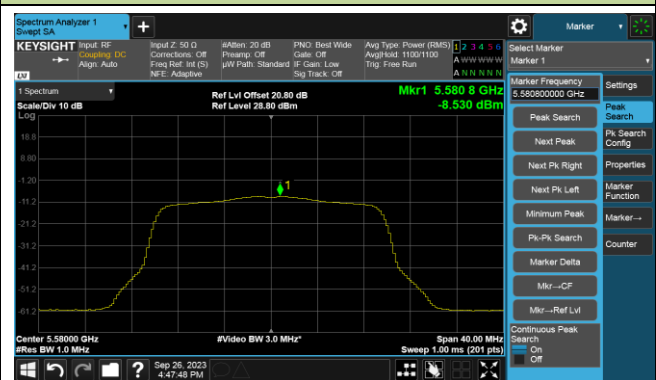 Spectrum Analyzer 1
Swept SA
Marker
KEYSIGHT
Input: RF
Coupling: DC
Align: Auto
Input Z: 50 Ω
Corrections: Off
Freq Ref: Int (S)
NFE: Adaptive
#Atten: 20 dB
Preamp: Off
µW Path: Standard
PNO: Best Wide
Gate: Off
IF Gain: Low
Sig Track: Off
Avg Type: Power (RMS)
Avg|Hold: 1100/1100
Trig: Free Run
1 2 3 4 5 6
A W W W W W
A N N N N N
LXI
Select Marker
Marker 1
1 Spectrum
Scale/Div 10 dB
Log
Ref Lvl Offset 20.80 dB
Ref Level 28.80 dBm
Mkr1 5.580 8 GHz
-8.530 dBm
18.8
8.80
-1.20
-11.2
-21.2
-31.2
-41.2
-51.2
-61.2
1
Center 5.58000 GHz
#Res BW 1.0 MHz
#Video BW 3.0 MHz*
Span 40.00 MHz
Sweep 1.00 ms (201 pts)
Marker Frequency
5.580800000 GHz
Peak Search
Next Peak
Next Pk Right
Next Pk Left
Minimum Peak
Pk-Pk Search
Marker Delta
Mkr→CF
Mkr→Ref Lvl
Continuous Peak
Search
On
Off
Settings
Peak
Search
Pk Search
Config
Properties
Marker
Function
Marker→
Counter
?
Sep 26, 2023
4:47:48 PM